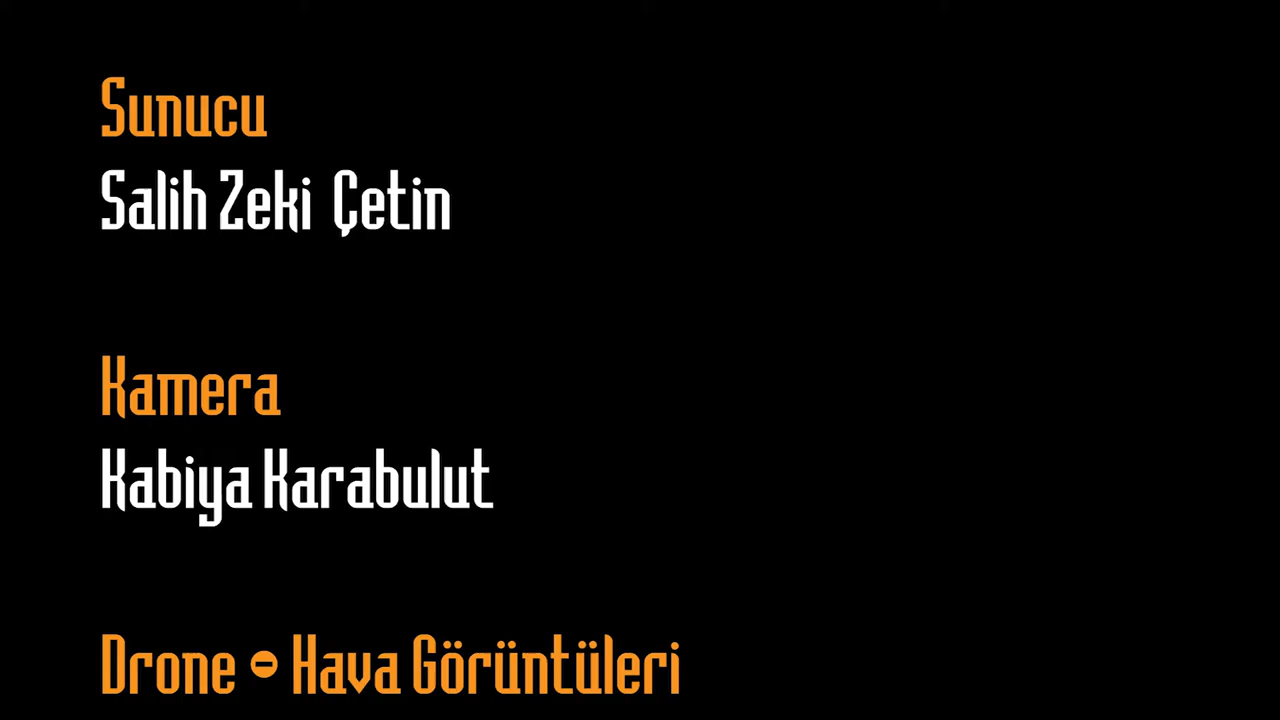 Sunucu
Salih Zeki Çetin
Kamera
Kabiya Karabulut
Drone - Hava Görüntüleri